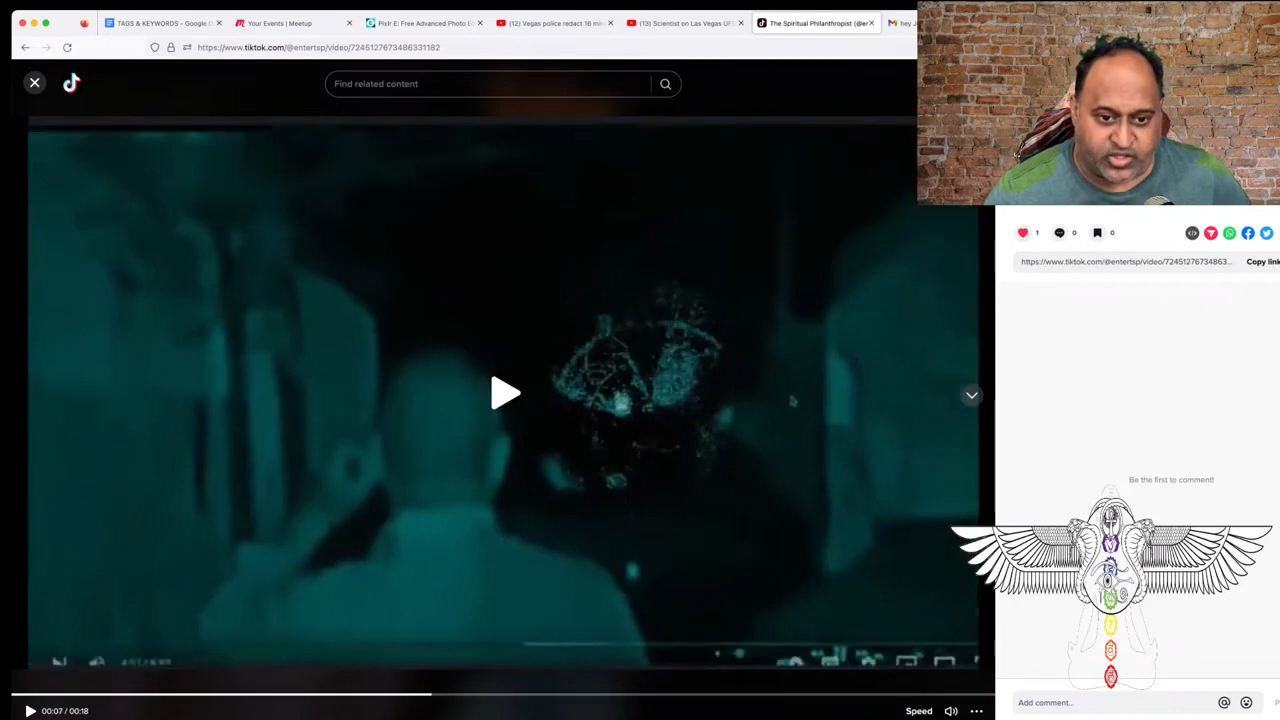 TAGS & KEYWORDS - Google D
Your Events | Meetup
Pixlr E: Free Advanced Photo E
(12) Vegas police redact 16 min
(13) Scientist on Las Vegas UF
The Spiritual Philanthropist (@er
hey J
https://www.tiktok.com/@entertsp/video/7245127673486331182
Find related content
1
0
0
https://www.tiktok.com/@entertsp/video/72451276734863...
Copy link
Be the first to comment!
Add comment...
00:07 / 00:18
Speed